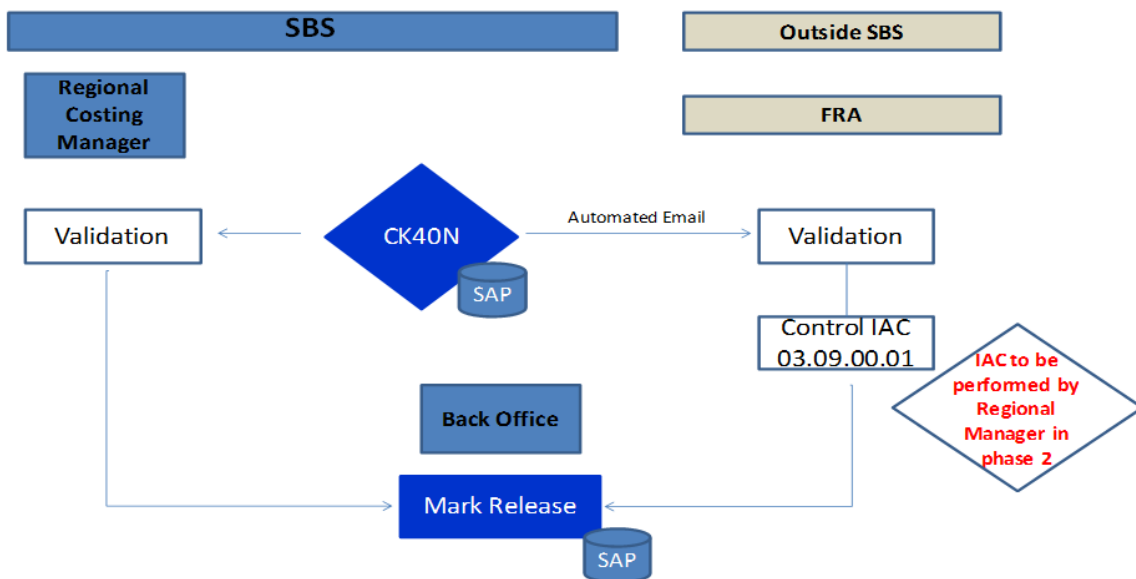 SBS
Outside SBS
Regional
Costing
Manager
FRA
Validation
CK40N
SAP
Automated Email
Validation
Control IAC
03.09.00.01
IAC to be
performed by
Regional
Manager in
phase 2
Back Office
Mark Release
SAP